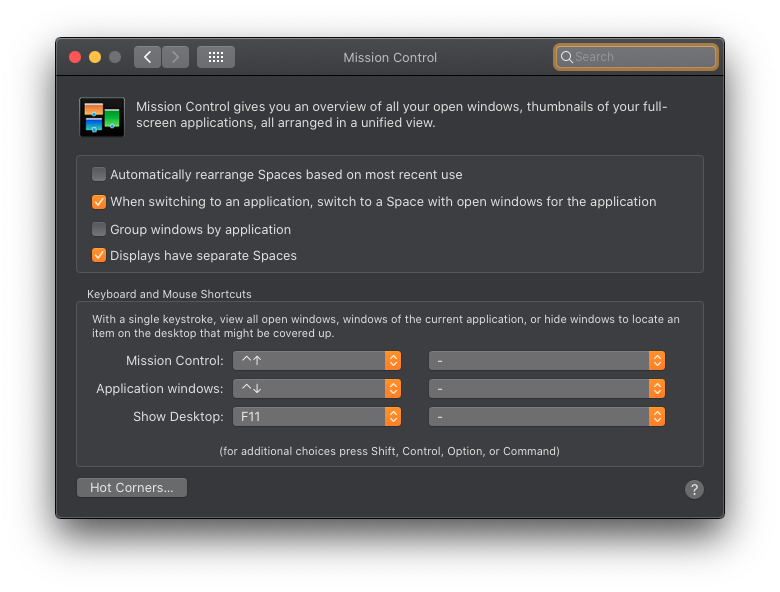 Mission Control
Search
Mission Control gives you an overview of all your open windows, thumbnails of your full-
screen applications, all arranged in a unified view.
Automatically rearrange Spaces based on most recent use
When switching to an application, switch to a Space with open windows for the application
Group windows by application
Displays have separate Spaces
Keyboard and Mouse Shortcuts
With a single keystroke, view all open windows, windows of the current application, or hide windows to locate an
item on the desktop that might be covered up.
Mission Control: ^↑ -
Application windows: ^↓ -
Show Desktop: F11 -
(for additional choices press Shift, Control, Option, or Command)
Hot Corners... ?